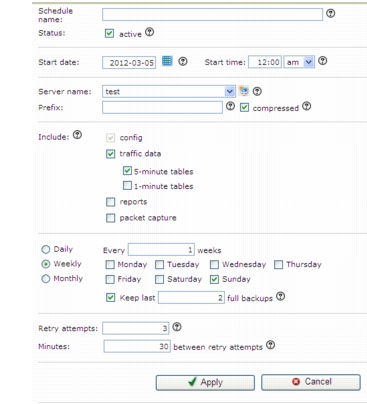 Schedule
name:
Status: active
Start date: 2012-03-05 Start time: 12:00 am
Server name: test
Prefix: compressed
Include: config
traffic data
5-minute tables
1-minute tables
reports
packet capture
Daily Every 1 weeks
Weekly Monday Tuesday Wednesday Thursday
Monthly Friday Saturday Sunday
Keep last 2 full backups
Retry attempts: 3
Minutes: 30 between retry attempts
Apply Cancel